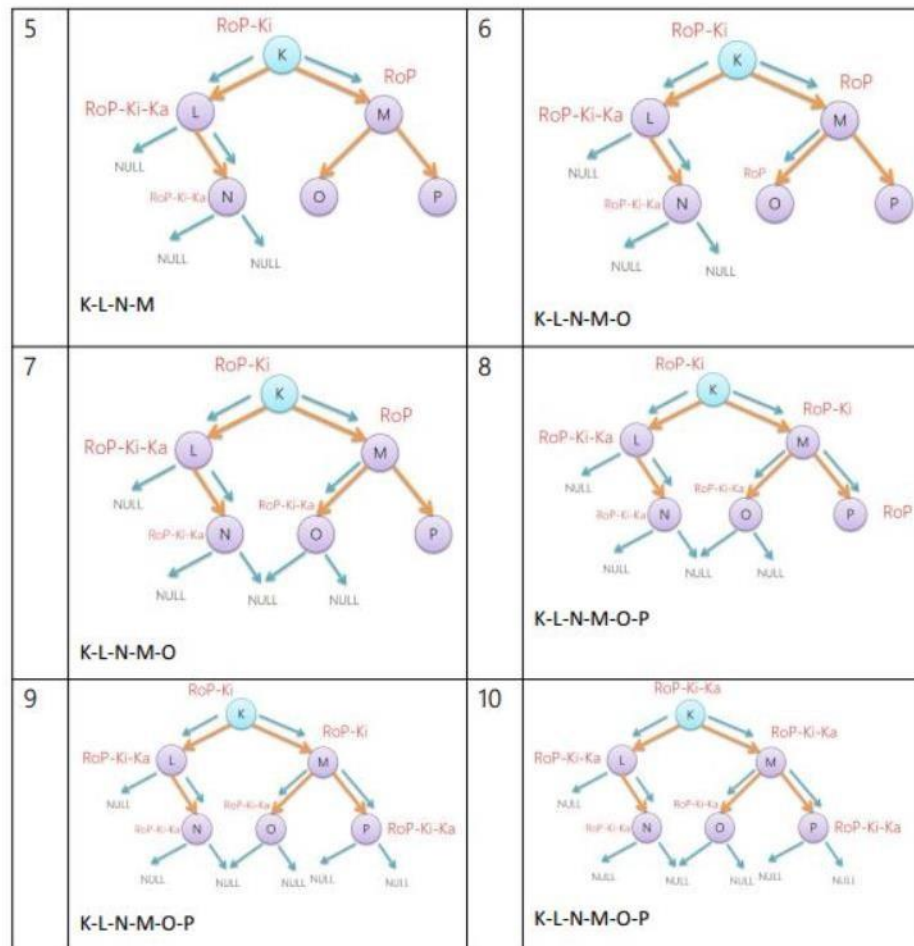 5
RoP-Ki
K
RoP
RoP-Ki-Ka
L
M
NULL
RoP-Ki-Ka
N
O
P
NULL
NULL
K-L-N-M
6
RoP-Ki
K
RoP
RoP-Ki-Ka
L
M
NULL
RoP
RoP-Ki-Ka
N
O
P
NULL
NULL
K-L-N-M-O
7
RoP-Ki
K
RoP
RoP-Ki-Ka
L
M
NULL
RoP-Ki-Ka
RoP-Ki-Ka
N
O
P
NULL
NULL
NULL
K-L-N-M-O
8
RoP-Ki
K
RoP-Ki
RoP-Ki-Ka
L
M
NULL
RoP-Ki-Ka
RoP-Ki-Ka
N
O
P
RoP
NULL
NULL
NULL
K-L-N-M-O-P
9
RoP-Ki
K
RoP-Ki
RoP-Ki-Ka
L
M
NULL
RoP-Ki-Ka
RoP-Ki-Ka
N
O
P
RoP-Ki-Ka
NULL
NULL
NULL
NULL
NULL
K-L-N-M-O-P
10
RoP-Ki-Ka
K
RoP-Ki-Ka
RoP-Ki-Ka
L
M
NULL
RoP-Ki-Ka
RoP-Ki-Ka
N
O
P
RoP-Ki-Ka
NULL
NULL
NULL
NULL
NULL
K-L-N-M-O-P